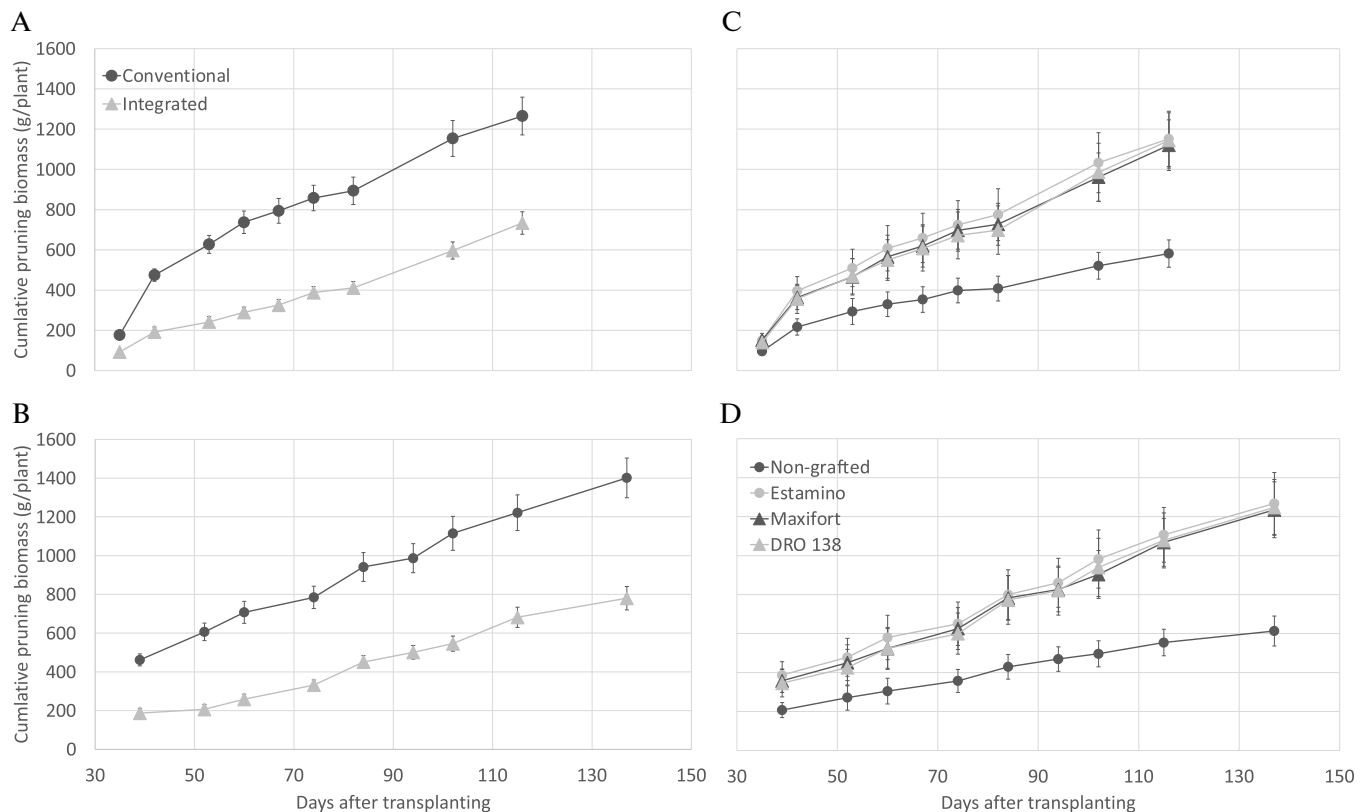 A
Cumlative pruning biomass (g/plant)
1600
1400
1200
1000
800
600
400
200
0
Conventional
Integrated
C
B
Cumlative pruning biomass (g/plant)
1600
1400
1200
1000
800
600
400
200
0
30 50 70 90 110 130 150
Days after transplanting
D
Non-grafted
Estamino
Maxifort
DRO 138
30 50 70 90 110 130 150
Days after transplanting